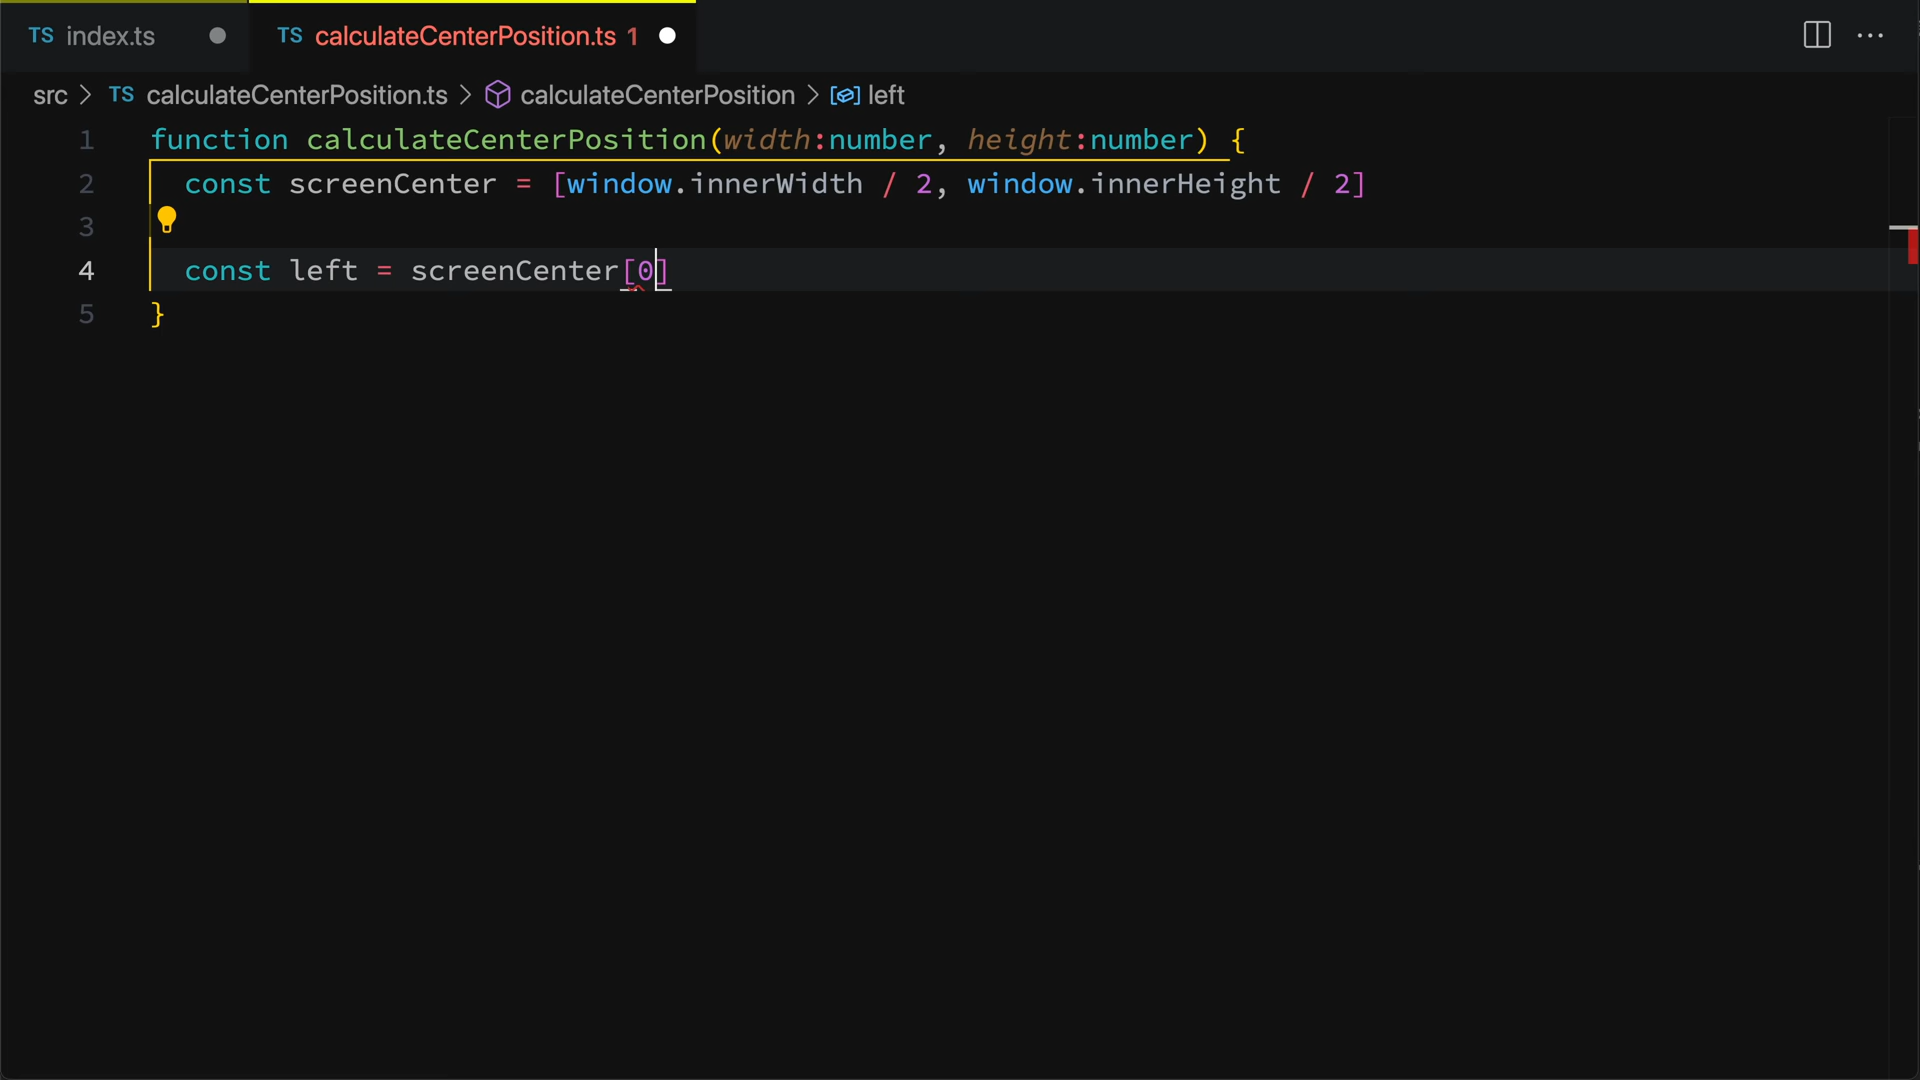 TS index.ts TS calculateCenterPosition.ts 1
src > TS calculateCenterPosition.ts > calculateCenterPosition > left
1 function calculateCenterPosition(width:number, height:number) {
2 const screenCenter = [window.innerWidth / 2, window.innerHeight / 2]
3
4 const left = screenCenter[0]
5 }